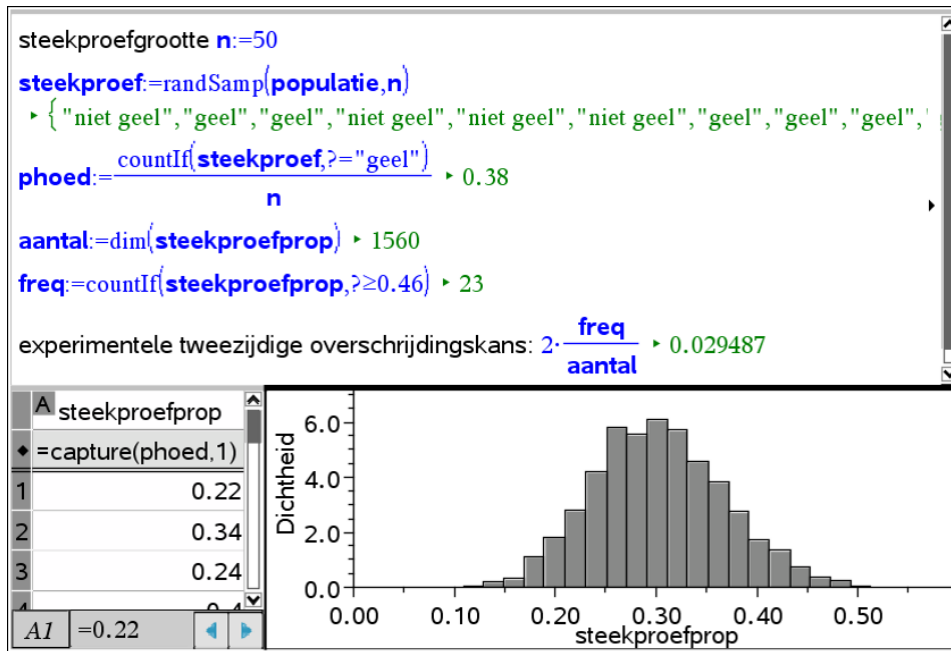 steekproefgrootte n:=50
steekproef:=randSamp(populatie,n)
▸ {"niet geel","geel","geel","niet geel","niet geel","niet geel","geel","geel","geel","
phoed:=countIf(steekproef,?="geel")/n ▸ 0.38
aantal:=dim(steekproefprop) ▸ 1560
freq:=countIf(steekproefprop,?≥0.46) ▸ 23
experimentele tweezijdige overschrijdingskans: 2·freq/aantal ▸ 0.029487
A steekproefprop
◆ =capture(phoed,1)
1 0.22
2 0.34
3 0.24
A1 =0.22
Dichtheid
6.0
4.0
2.0
0.0
0.00 0.10 0.20 0.30 0.40 0.50
steekproefprop